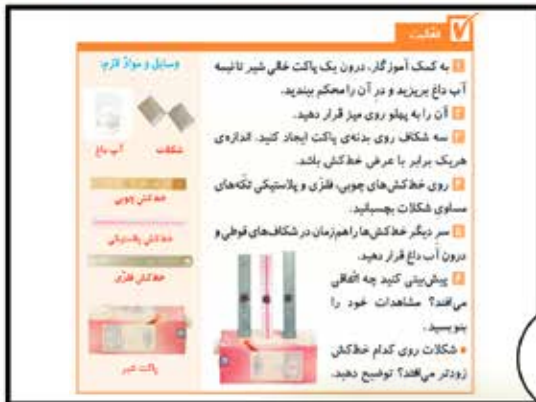 فعالیت
۱ به کمک آموزگار، درون یک پاکت خالی شیر تا نیمه
آب داغ بریزید و در آن را محکم ببندید.
۲ آن را به پهلو روی میز قرار دهید.
۳ سه شکاف روی بدنه‌ی پاکت ایجاد کنید. اندازه‌ی
هریک برابر با عرض خط‌کش باشد.
۴ روی خط‌کش‌های چوبی، فلزی و پلاستیکی تکّه‌های
مساوی شکلات بچسبانید.
۵ سر دیگر خط‌کش‌ها را هم‌زمان در شکاف‌های قوطی و
درون آب داغ قرار دهید.
۶ پیش‌بینی کنید چه اتّفاقی
می‌افتد؟ مشاهدات خود را
بنویسید.
• شکلات روی کدام خط‌کش
زودتر می‌افتد؟ توضیح دهید.
وسایل و موادّ لازم:
شکلات
آب داغ
خط‌کش چوبی
خط‌کش پلاستیکی
خط‌کش فلزّی
پاکت شیر